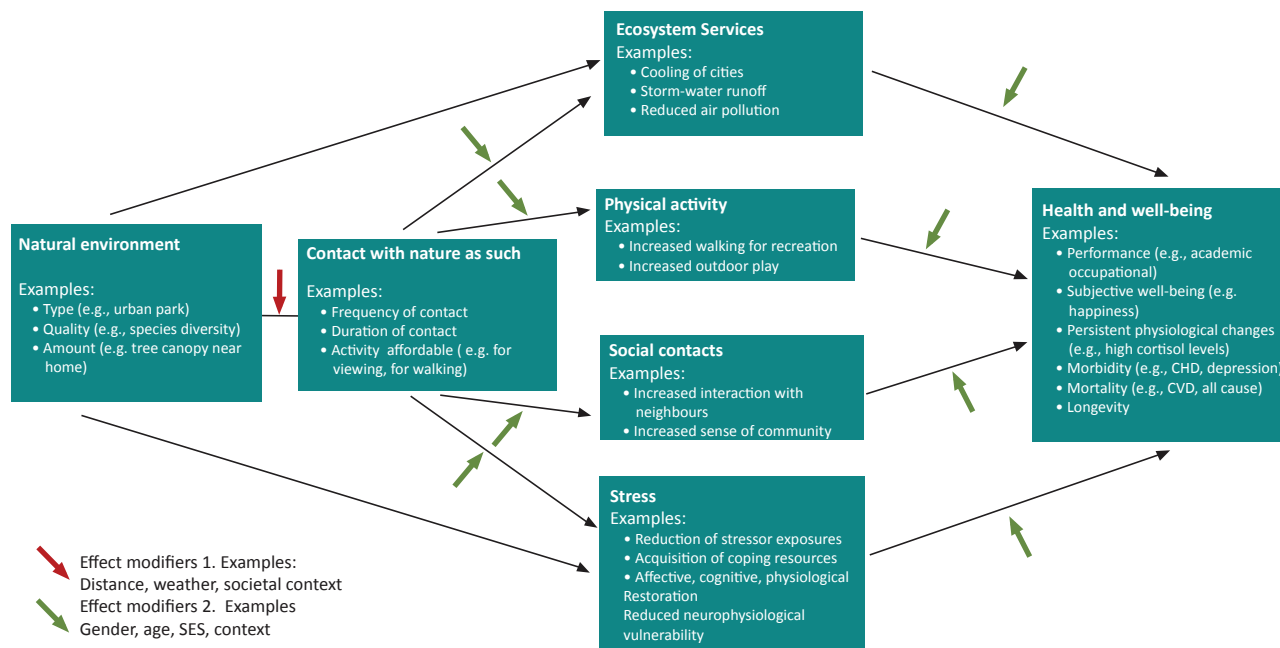 Ecosystem Services
Examples:
• Cooling of cities
• Storm-water runoff
• Reduced air pollution
Physical activity
Examples:
• Increased walking for recreation
• Increased outdoor play
Natural environment
Examples:
• Type (e.g., urban park)
• Quality (e.g., species diversity)
• Amount (e.g. tree canopy near
home)
Contact with nature as such
Examples:
• Frequency of contact
• Duration of contact
• Activity affordable ( e.g. for
viewing, for walking)
Social contacts
Examples:
• Increased interaction with
neighbours
• Increased sense of community
Stress
Examples:
• Reduction of stressor exposures
• Acquisition of coping resources
• Affective, cognitive, physiological
Restoration
Reduced neurophysiological
vulnerability
Health and well-being
Examples:
• Performance (e.g., academic
occupational)
• Subjective well-being (e.g.
happiness)
• Persistent physiological changes
(e.g., high cortisol levels)
• Morbidity (e.g., CHD, depression)
• Mortality (e.g., CVD, all cause)
• Longevity
Effect modifiers 1. Examples:
Distance, weather, societal context
Effect modifiers 2. Examples
Gender, age, SES, context